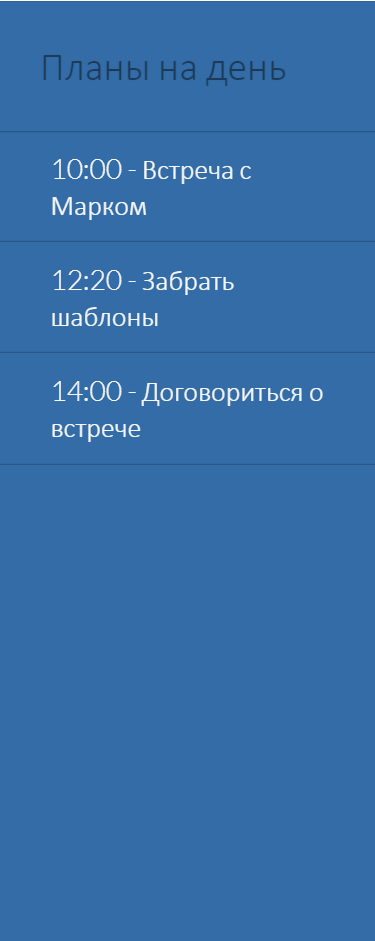 Планы на день
10:00 - Встреча с
Марком
12:20 - Забрать
шаблоны
14:00 - Договориться о
встрече